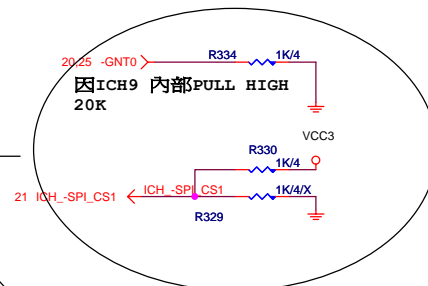 R334 1K/4
20,25 -GNT0
因ICH9 內部PULL HIGH
20K
VCC3
R330
1K/4
21 ICH_-SPI_CS1 ICH_-SPI_CS1 1K/4/X
R329